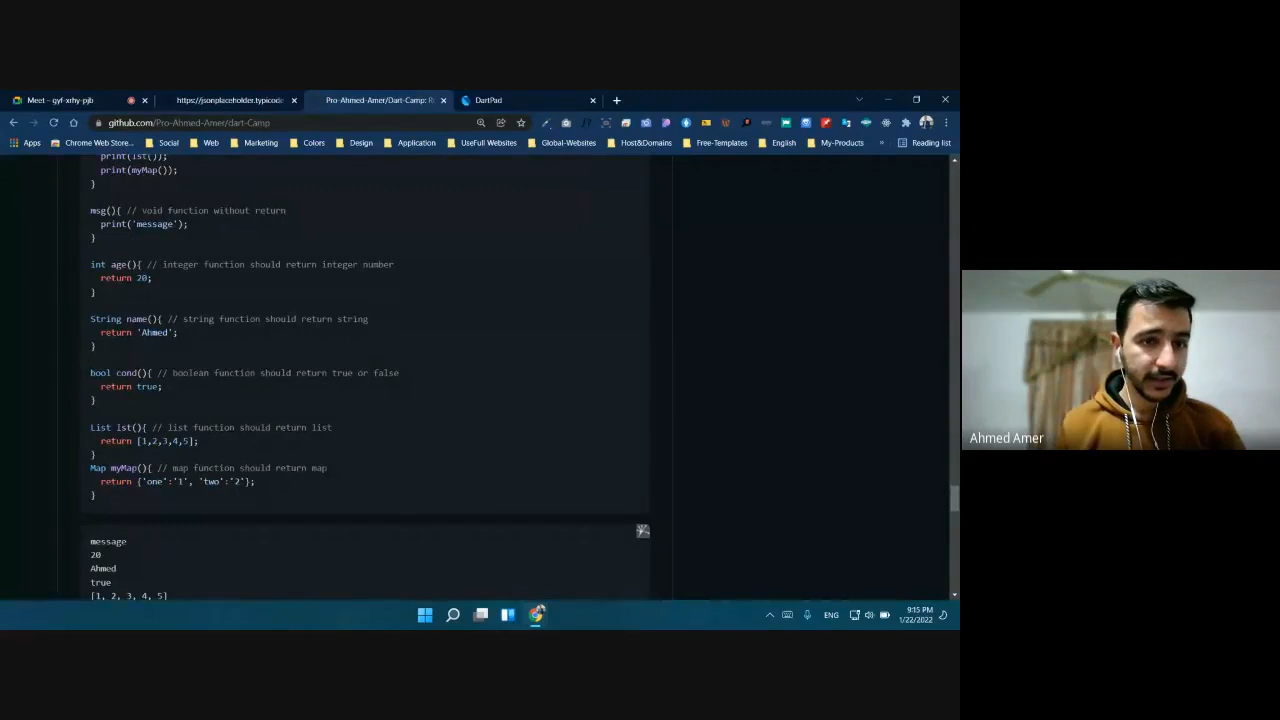 Meet – gyf-xrhy-pjb
https://jsonplaceholder.typicode
Pro-Ahmed-Amer/Dart-Camp: R
DartPad
github.com/Pro-Ahmed-Amer/dart-Camp
Apps
Chrome Web Store...
Social
Web
Marketing
Colors
Design
Application
UseFull Websites
Global-Websites
Host&Domains
Free-Templates
English
My-Products
»
Reading list
print(lst());
print(myMap());
}
msg(){ // void function without return
print('message');
}
int age(){ // integer function should return integer number
return 20;
}
String name(){ // string function should return string
return 'Ahmed';
}
bool cond(){ // boolean function should return true or false
return true;
}
List lst(){ // list function should return list
return [1,2,3,4,5];
}
Map myMap(){ // map function should return map
return {'one':'1', 'two':'2'};
}
message
20
Ahmed
true
[1, 2, 3, 4, 5]
Ahmed Amer
ENG
9:15 PM
1/22/2022